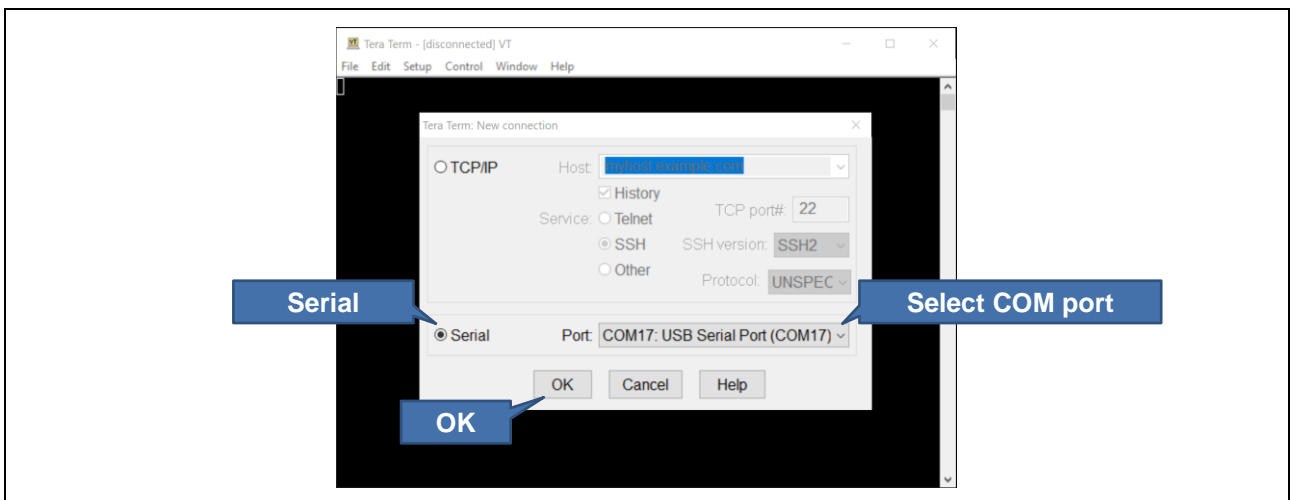 Tera Term - [disconnected] VT
File Edit Setup Control Window Help
Tera Term: New connection
TCP/IP Host: myhost.example.com
History
Service: Telnet TCP port#: 22
SSH SSH version: SSH2
Other Protocol: UNSPEC
Serial Select COM port
Serial Port: COM17: USB Serial Port (COM17)
OK Cancel Help
OK